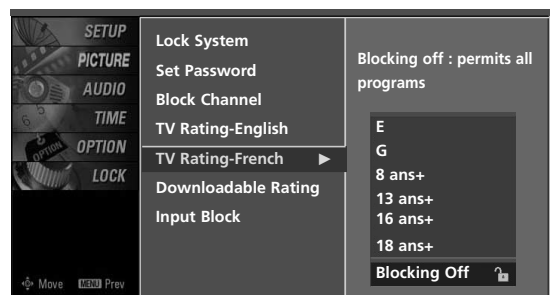 SETUP
PICTURE
AUDIO
TIME
OPTION
LOCK
Move MENU Prev
Lock System
Set Password
Block Channel
TV Rating-English
TV Rating-French
Downloadable Rating
Input Block
Blocking off : permits all
programs
E
G
8 ans+
13 ans+
16 ans+
18 ans+
Blocking Off